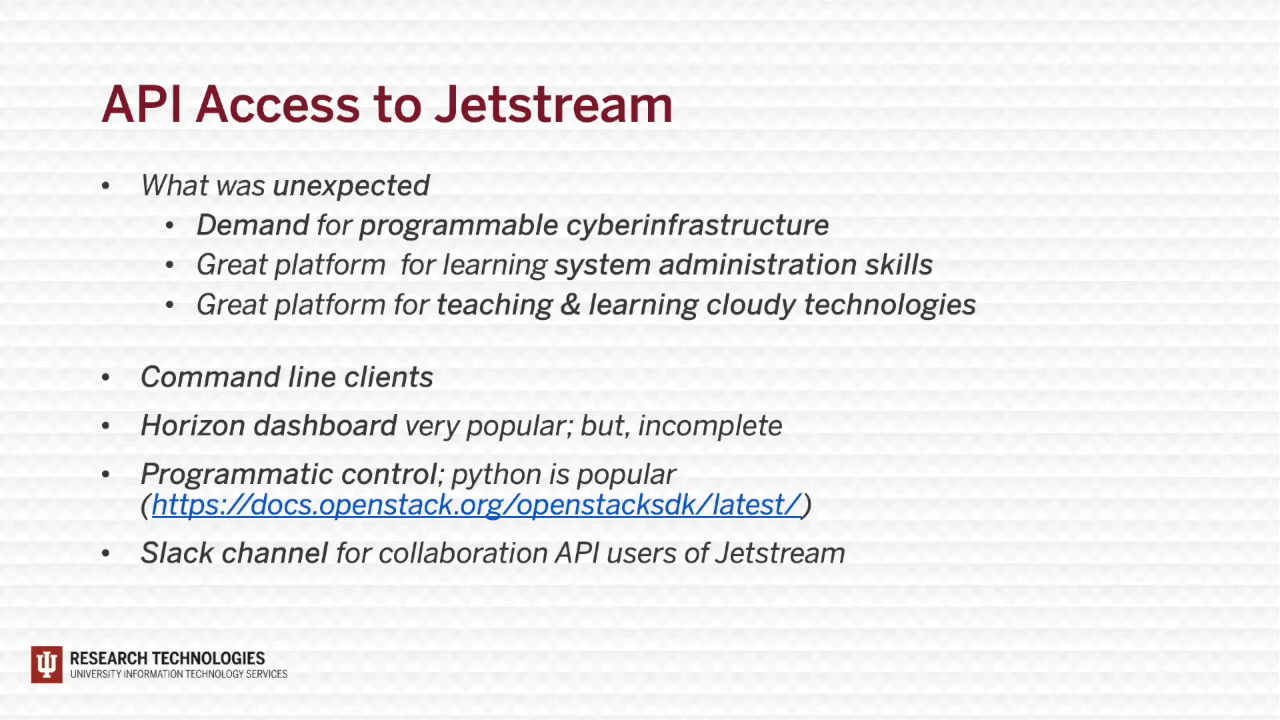 API Access to Jetstream
• What was unexpected
• Demand for programmable cyberinfrastructure
• Great platform  for learning system administration skills
• Great platform for teaching & learning cloudy technologies
• Command line clients
• Horizon dashboard very popular; but, incomplete
• Programmatic control; python is popular
(https://docs.openstack.org/openstacksdk/latest/)
• Slack channel for collaboration API users of Jetstream
RESEARCH TECHNOLOGIES
UNIVERSITY INFORMATION TECHNOLOGY SERVICES